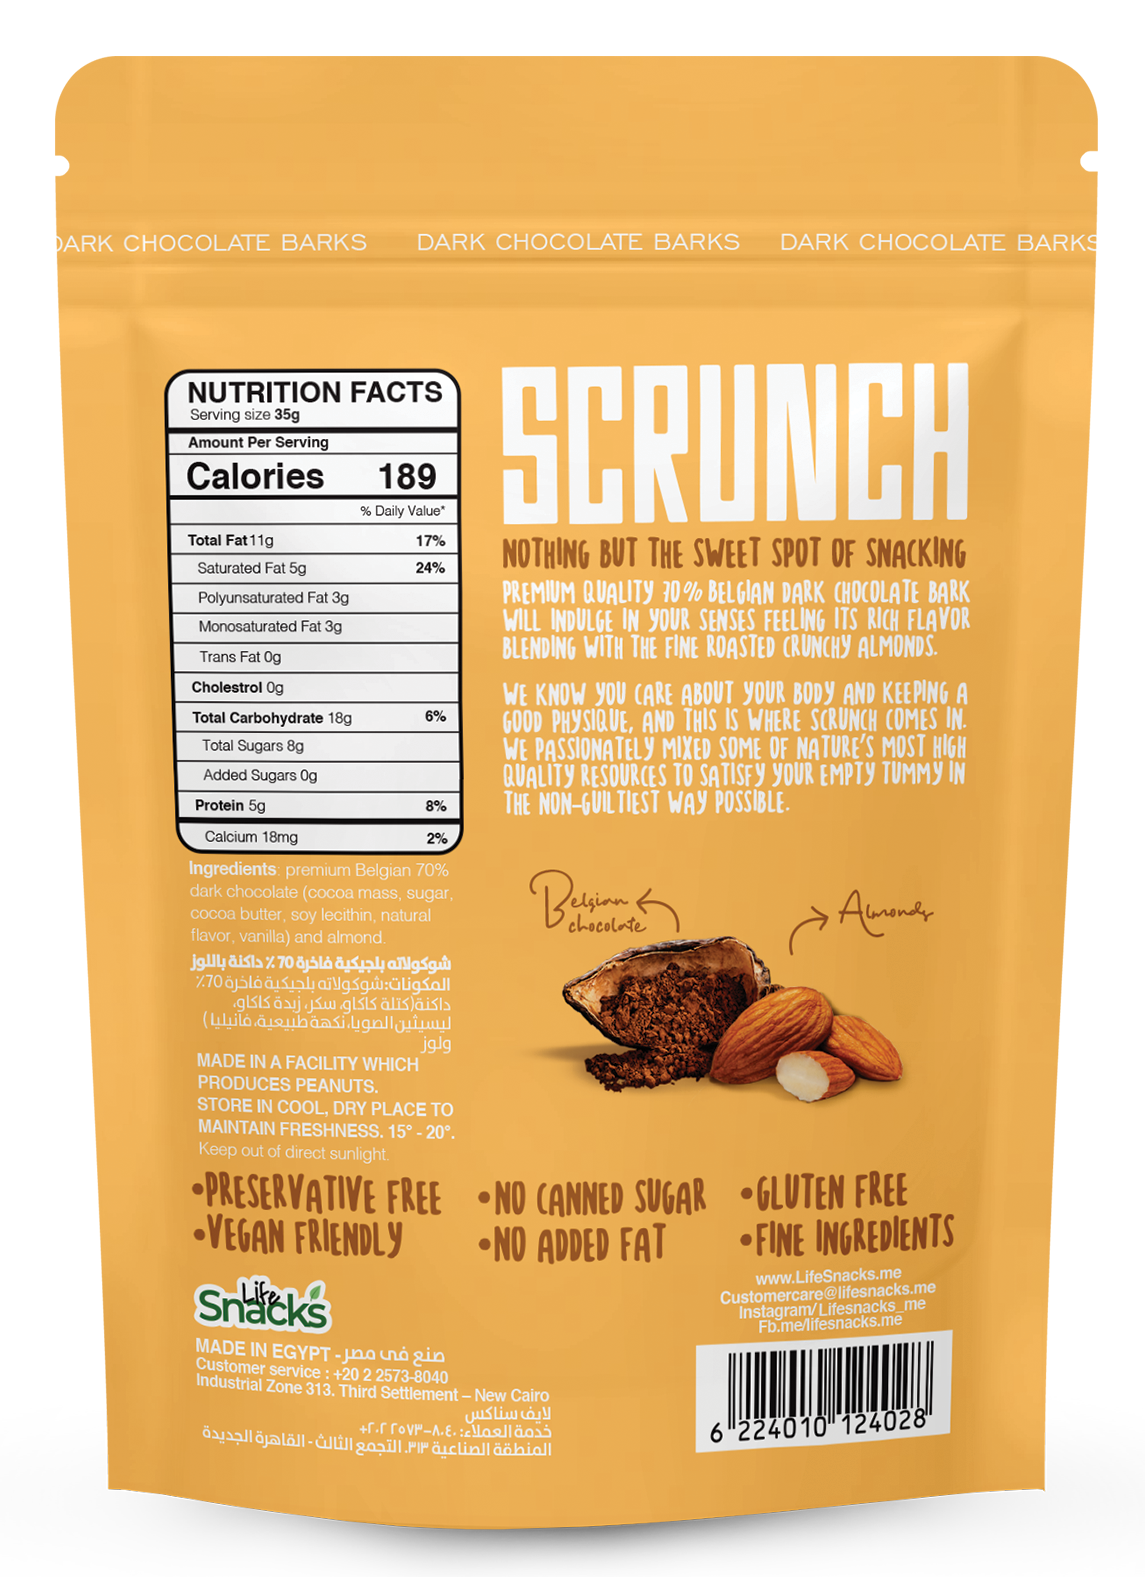 DARK CHOCOLATE BARKS DARK CHOCOLATE BARKS DARK CHOCOLATE BARKS
NUTRITION FACTS
Serving size 35g
Amount Per Serving
Calories 189
% Daily Value*
Total Fat 11g 17%
Saturated Fat 5g 24%
Polyunsaturated Fat 3g
Monosaturated Fat 3g
Trans Fat 0g
Cholestrol 0g
Total Carbohydrate 18g 6%
Total Sugars 8g
Added Sugars 0g
Protein 5g 8%
Calcium 18mg 2%
Ingredients: premium Belgian 70%
dark chocolate (cocoa mass, sugar,
cocoa butter, soy lecithin, natural
flavor, vanilla) and almond.
شوكولاته بلجيكية فاخرة 70٪ داكنة باللوز
المكونات:شوكولاته بلجيكية فاخرة 70٪
داكنة(كتلة كاكاو، سكر، زبدة كاكاو،
ليسيثين الصويا، نكهة طبيعية، فانيليا )
ولوز
MADE IN A FACILITY WHICH
PRODUCES PEANUTS.
STORE IN COOL, DRY PLACE TO
MAINTAIN FRESHNESS. 15° - 20°.
Keep out of direct sunlight.
SCRUNCH
NOTHING BUT THE SWEET SPOT OF SNACKING
PREMIUM QUALITY 70% BELGIAN DARK CHOCOLATE BARK
WILL INDULGE IN YOUR SENSES FEELING ITS RICH FLAVOR
BLENDING WITH THE FINE ROASTED CRUNCHY ALMONDS.
WE KNOW YOU CARE ABOUT YOUR BODY AND KEEPING A
GOOD PHYSIQUE, AND THIS IS WHERE SCRUNCH COMES IN.
WE PASSIONATELY MIXED SOME OF NATURE'S MOST HIGH
QUALITY RESOURCES TO SATISFY YOUR EMPTY TUMMY IN
THE NON-GUILTIEST WAY POSSIBLE.
Belgian
chocolate
Almonds
•PRESERVATIVE FREE
•VEGAN FRIENDLY
•NO CANNED SUGAR
•NO ADDED FAT
•GLUTEN FREE
•FINE INGREDIENTS
Life
Snacks
MADE IN EGYPT - صنع فى مصر
Customer service : +20 2 2573-8040
Industrial Zone 313. Third Settlement – New Cairo
لايف سناكس
خدمة العملاء: ٨٠٤٠-٢٥٧٣ ٢ ٢٠+
المنطقة الصناعية ٣١٣. التجمع الثالث - القاهرة الجديدة
www.LifeSnacks.me
Customercare@lifesnacks.me
Instagram/Lifesnacks_me
Fb.me/lifesnacks.me
6 224010 124028